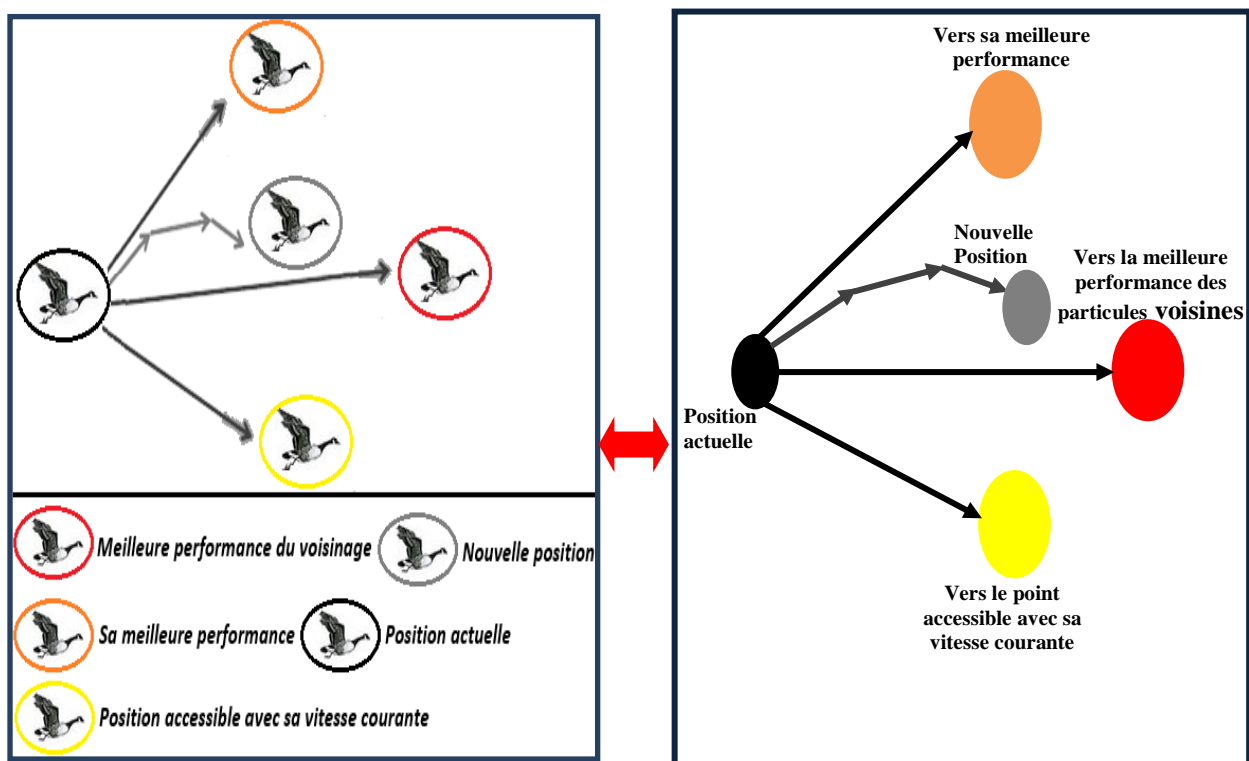 Meilleure performance du voisinage
Nouvelle position
Sa meilleure performance
Position actuelle
Position accessible avec sa vitesse courante
Vers sa meilleure
performance
Nouvelle
Position
Vers la meilleure
performance des
particules voisines
Position
actuelle
Vers le point
accessible avec sa
vitesse courante